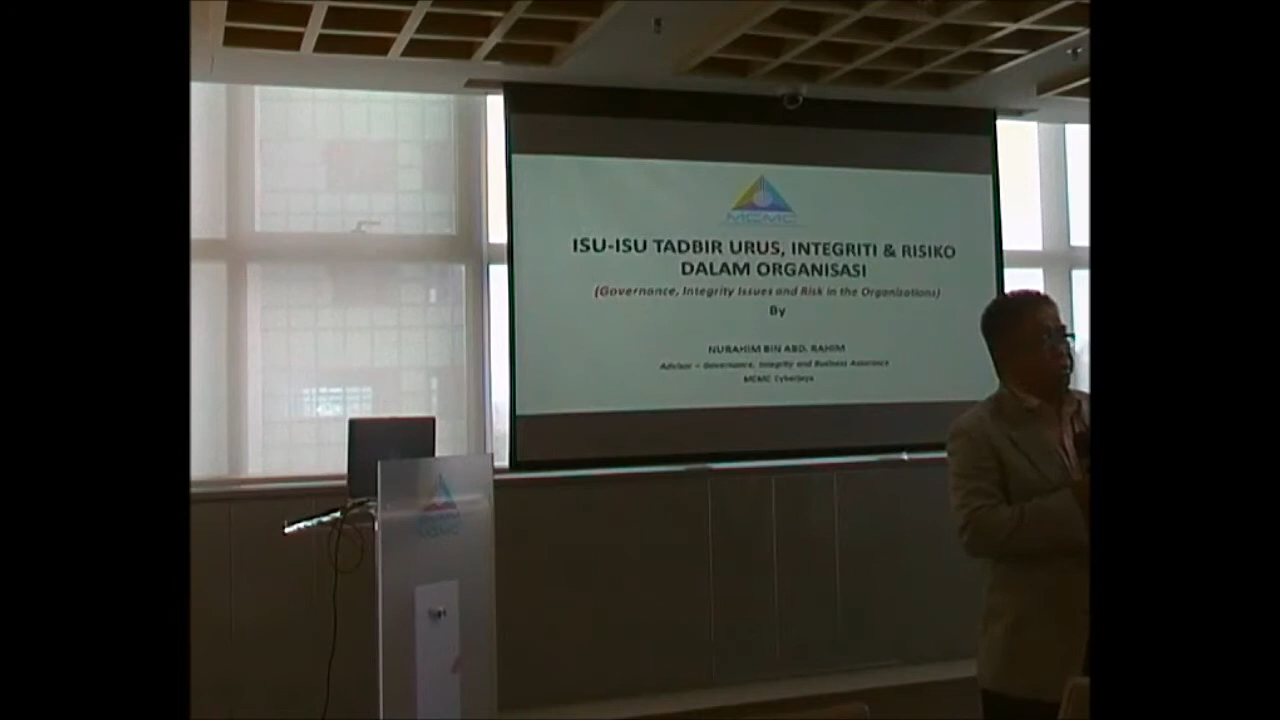 MCMC
ISU-ISU TADBIR URUS, INTEGRITI & RISIKO
DALAM ORGANISASI
(Governance, Integrity Issues and Risk in the Organizations)
By
NURAHIM BIN ABD. RAHIM
Advisor – Governance, Integrity and Business Assurance
MCMC Cyberjaya
MCMC